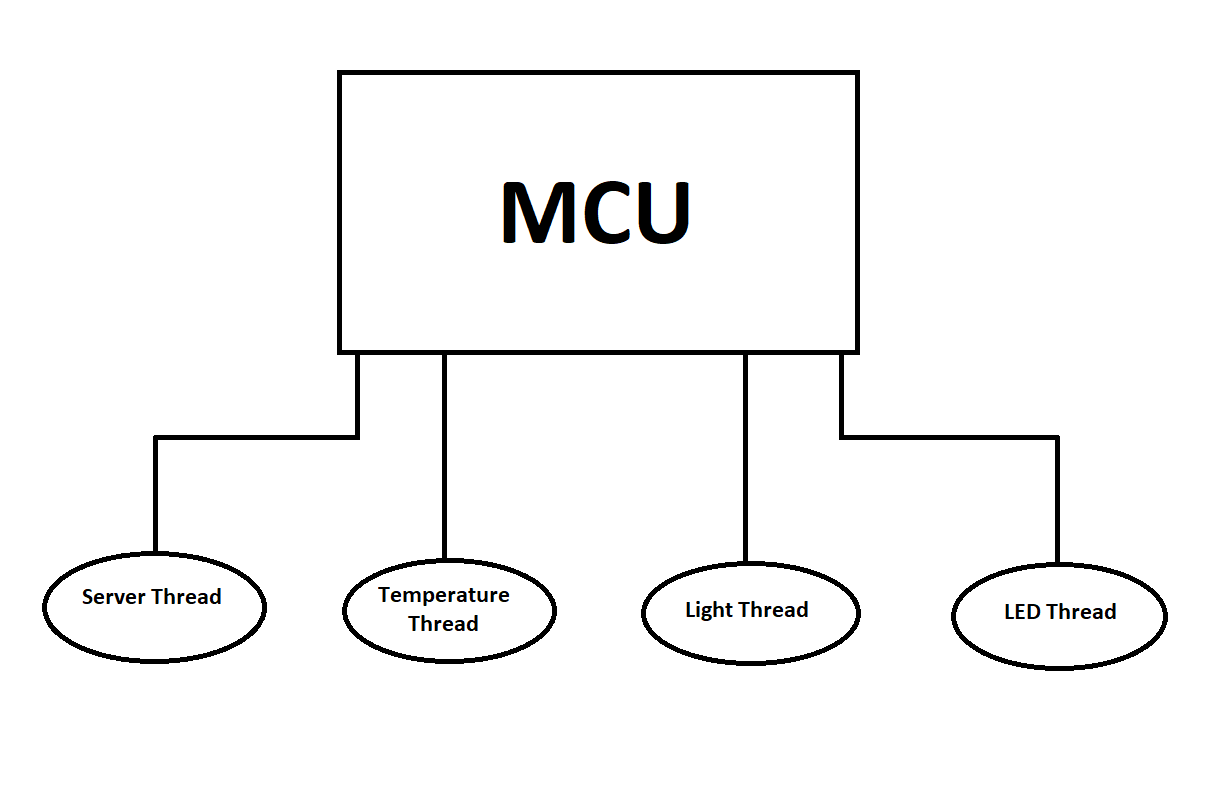 MCU
Server Thread
Temperature
Thread
Light Thread
LED Thread